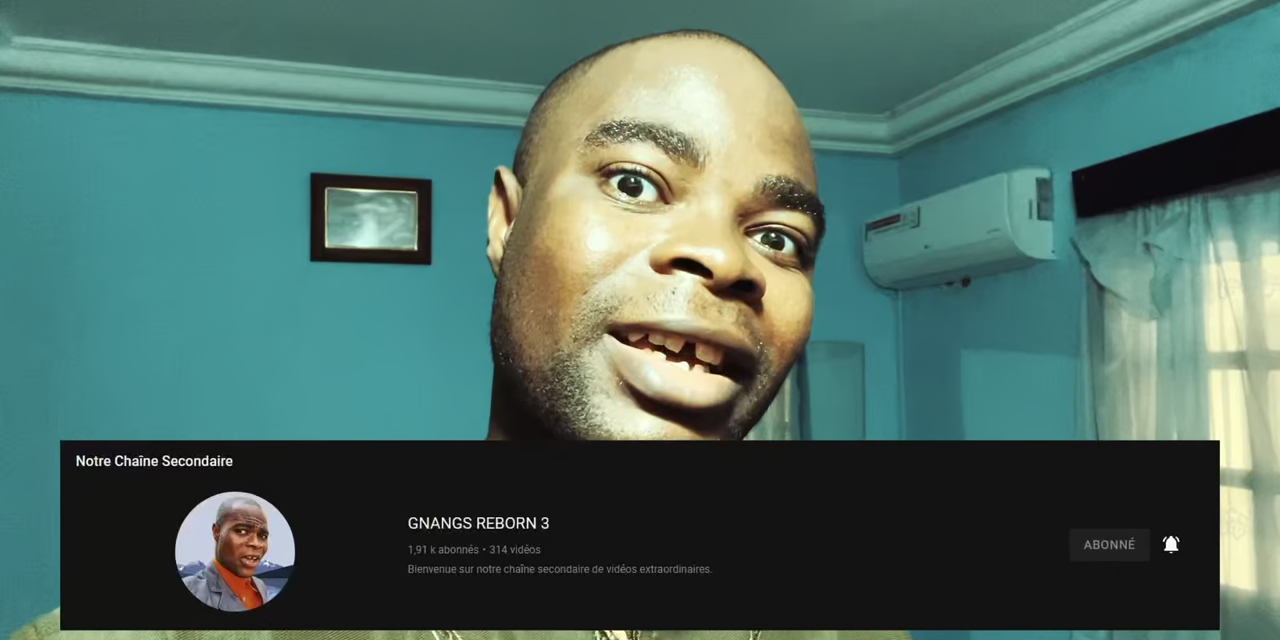 Notre Chaîne Secondaire
GNANGS REBORN 3
1,91 k abonnés • 314 vidéos
Bienvenue sur notre chaîne secondaire de vidéos extraordinaires.
ABONNÉ